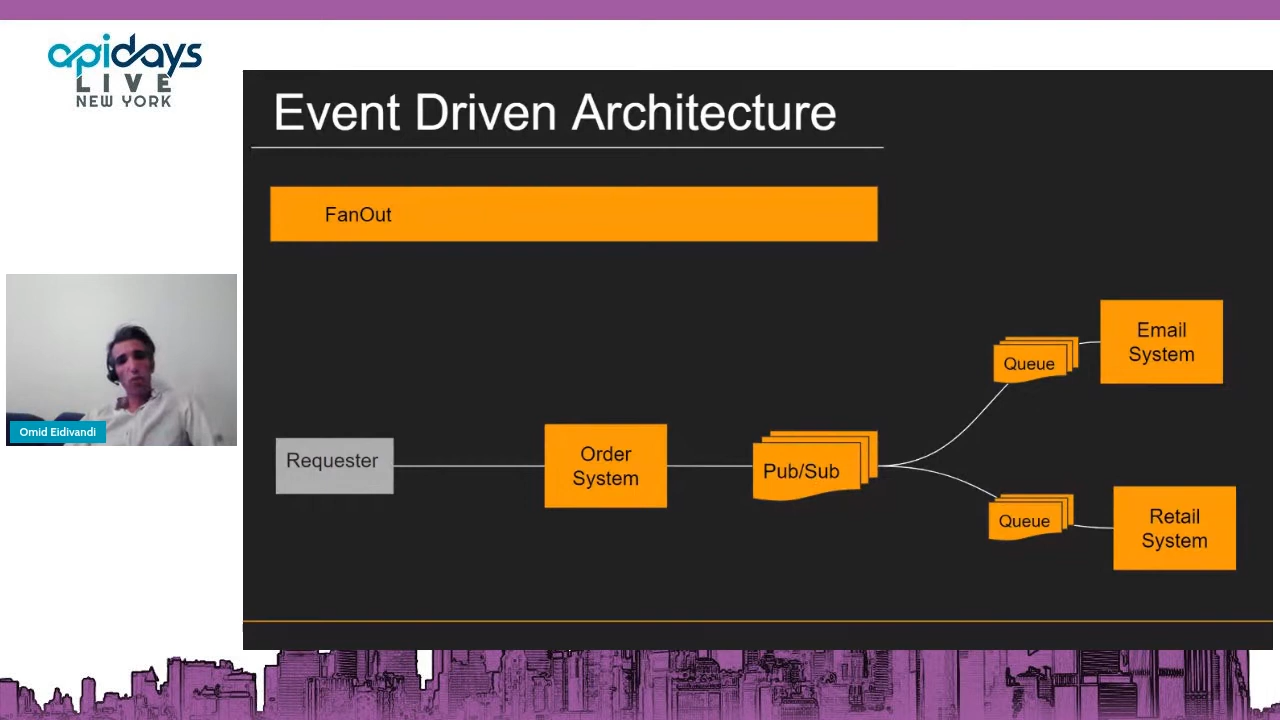 apidays
LIVE
NEW YORK
Event Driven Architecture
FanOut
Email
System
Queue
Requester
Order
System
Pub/Sub
Queue
Retail
System
Omid Eidivandi